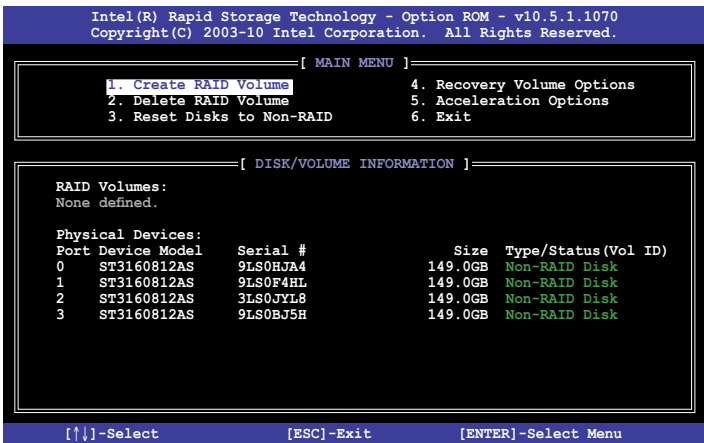 Intel(R) Rapid Storage Technology - Option ROM - v10.5.1.1070
Copyright(C) 2003-10 Intel Corporation.  All Rights Reserved.
[ MAIN MENU ]
1. Create RAID Volume 4. Recovery Volume Options
2. Delete RAID Volume 5. Acceleration Options
3. Reset Disks to Non-RAID 6. Exit
[ DISK/VOLUME INFORMATION ]
RAID Volumes:
None defined.
Physical Devices:
Port Device Model Serial # Size Type/Status(Vol ID)
0 ST3160812AS 9LS0HJA4 149.0GB Non-RAID Disk
1 ST3160812AS 9LS0F4HL 149.0GB Non-RAID Disk
2 ST3160812AS 3LS0JYL8 149.0GB Non-RAID Disk
3 ST3160812AS 9LS0BJ5H 149.0GB Non-RAID Disk
[↑↓]-Select [ESC]-Exit [ENTER]-Select Menu